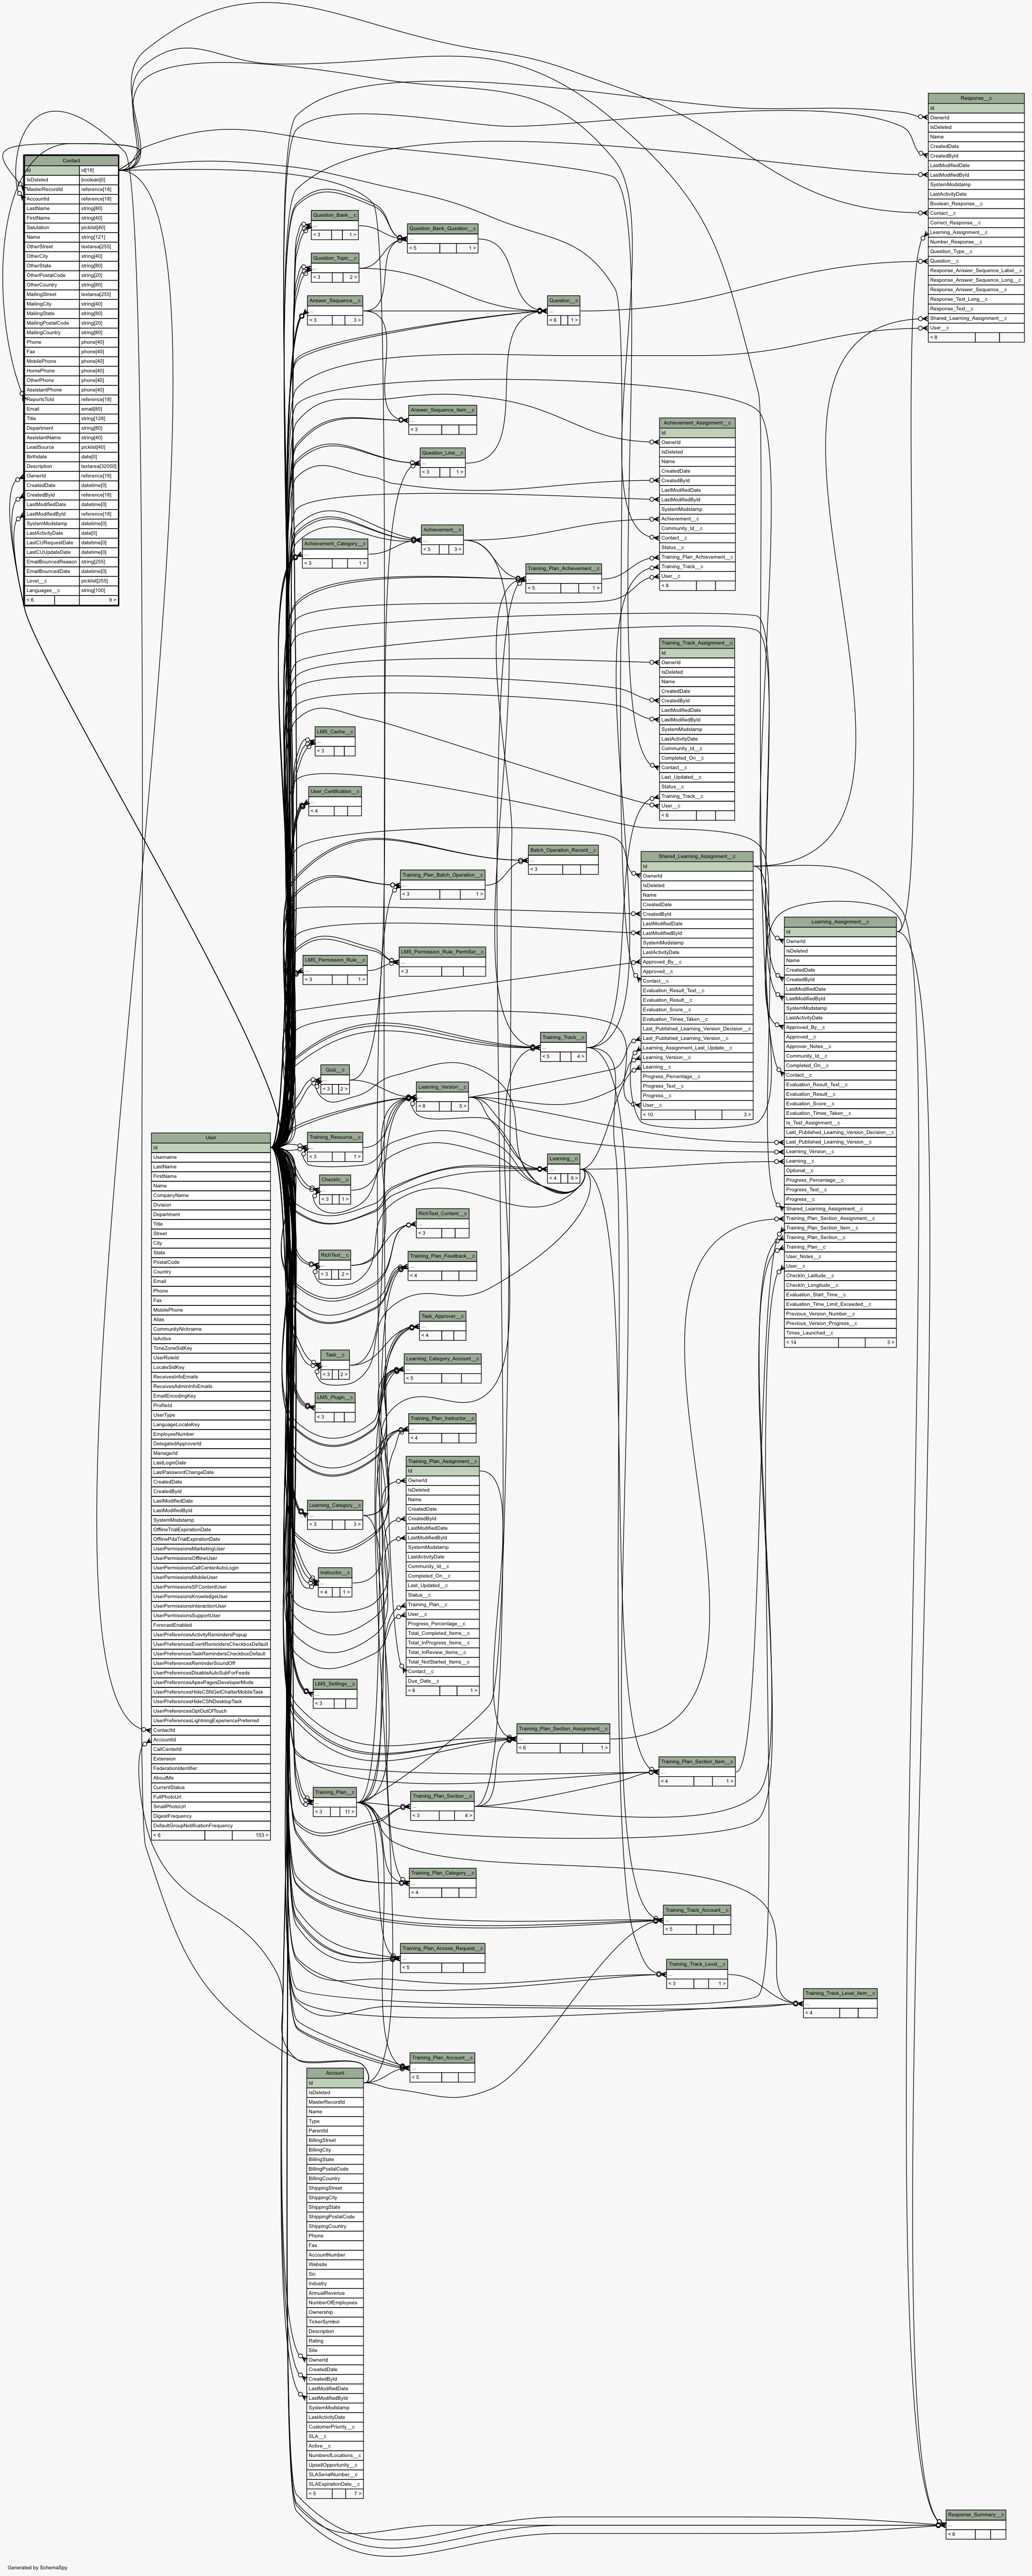 Contact
Id id[18]
IsDeleted boolean[0]
MasterRecordId reference[18]
AccountId reference[18]
LastName string[80]
FirstName string[40]
Salutation picklist[40]
Name string[121]
OtherStreet textarea[255]
OtherCity string[40]
OtherState string[80]
OtherPostalCode string[20]
OtherCountry string[80]
MailingStreet textarea[255]
MailingCity string[40]
MailingState string[80]
MailingPostalCode string[20]
MailingCountry string[80]
Phone phone[40]
Fax phone[40]
MobilePhone phone[40]
HomePhone phone[40]
OtherPhone phone[40]
AssistantPhone phone[40]
ReportsToId reference[18]
Email email[80]
Title string[128]
Department string[80]
AssistantName string[40]
LeadSource picklist[40]
Birthdate date[0]
Description textarea[32000]
OwnerId reference[18]
CreatedDate datetime[0]
CreatedById reference[18]
LastModifiedDate datetime[0]
LastModifiedById reference[18]
SystemModstamp datetime[0]
LastActivityDate date[0]
LastCURequestDate datetime[0]
LastCUUpdateDate datetime[0]
EmailBouncedReason string[255]
EmailBouncedDate datetime[0]
Level__c picklist[255]
Languages__c string[100]
< 6 9 >
Response__c
Id
OwnerId
IsDeleted
Name
CreatedDate
CreatedById
LastModifiedDate
LastModifiedById
SystemModstamp
LastActivityDate
Boolean_Response__c
Contact__c
Correct_Response__c
Learning_Assignment__c
Number_Response__c
Question_Type__c
Question__c
Response_Answer_Sequence_Label__c
Response_Answer_Sequence_Long__c
Response_Answer_Sequence__c
Response_Text_Long__c
Response_Text__c
Shared_Learning_Assignment__c
User__c
< 8
Question_Bank__c
...
< 3 1 >
Question_Bank_Question__c
...
< 5 1 >
Question_Topic__c
...
< 3 2 >
Answer_Sequence__c
...
< 3 3 >
Question__c
...
< 6 1 >
Answer_Sequence_Item__c
...
< 3
Question_Line__c
...
< 3 1 >
Achievement__c
...
< 5 3 >
Achievement_Category__c
...
< 3 1 >
Training_Plan_Achievement__c
...
< 5 1 >
Achievement_Assignment__c
Id
OwnerId
IsDeleted
Name
CreatedDate
CreatedById
LastModifiedDate
LastModifiedById
SystemModstamp
Achievement__c
Community_Id__c
Contact__c
Status__c
Training_Plan_Achievement__c
Training_Track__c
User__c
< 8
Training_Track_Assignment__c
Id
OwnerId
IsDeleted
Name
CreatedDate
CreatedById
LastModifiedDate
LastModifiedById
SystemModstamp
LastActivityDate
Community_Id__c
Completed_On__c
Contact__c
Last_Updated__c
Status__c
Training_Track__c
User__c
< 6
LMS_Cache__c
...
< 3
User_Certification__c
...
< 4
Batch_Operation_Record__c
...
< 3
Training_Plan_Batch_Operation__c
...
< 3 1 >
LMS_Permission_Rule_PermSet__c
...
< 3
LMS_Permission_Rule__c
...
< 3 1 >
Shared_Learning_Assignment__c
Id
OwnerId
IsDeleted
Name
CreatedDate
CreatedById
LastModifiedDate
LastModifiedById
SystemModstamp
LastActivityDate
Approved_By__c
Approved__c
Contact__c
Evaluation_Result_Text__c
Evaluation_Result__c
Evaluation_Score__c
Evaluation_Times_Taken__c
Last_Published_Learning_Version_Decision__c
Last_Published_Learning_Version__c
Learning_Assignment_Last_Update__c
Learning_Version__c
Learning__c
Progress_Percentage__c
Progress_Text__c
Progress__c
User__c
< 10 3 >
Learning_Assignment__c
Id
OwnerId
IsDeleted
Name
CreatedDate
CreatedById
LastModifiedDate
LastModifiedById
SystemModstamp
LastActivityDate
Approved_By__c
Approved__c
Approver_Notes__c
Community_Id__c
Completed_On__c
Contact__c
Evaluation_Result_Text__c
Evaluation_Result__c
Evaluation_Score__c
Evaluation_Times_Taken__c
Is_Test_Assignment__c
Last_Published_Learning_Version_Decision__c
Last_Published_Learning_Version__c
Learning_Version__c
Learning__c
Optional__c
Progress_Percentage__c
Progress_Text__c
Progress__c
Shared_Learning_Assignment__c
Training_Plan_Section_Assignment__c
Training_Plan_Section_Item__c
Training_Plan_Section__c
Training_Plan__c
User_Notes__c
User__c
CheckIn_Latitude__c
CheckIn_Longitude__c
Evaluation_Start_Time__c
Evaluation_Time_Limit_Exceeded__c
Previous_Version_Number__c
Previous_Version_Progress__c
Times_Launched__c
< 14 3 >
Training_Track__c
...
< 5 4 >
Quiz__c
...
< 3 2 >
Learning_Version__c
...
< 8 5 >
Training_Resource__c
...
< 3 1 >
Learning__c
...
< 4 9 >
CheckIn__c
...
< 3 1 >
RichText_Content__c
...
< 3
RichText__c
...
< 3 2 >
Training_Plan_Feedback__c
...
< 4
Task_Approver__c
...
< 4
Task__c
...
< 3 2 >
Learning_Category_Account__c
...
< 5
LMS_Plugin__c
...
< 3
Training_Plan_Instructor__c
...
< 4
User
Id
Username
LastName
FirstName
Name
CompanyName
Division
Department
Title
Street
City
State
PostalCode
Country
Email
Phone
Fax
MobilePhone
Alias
CommunityNickname
IsActive
TimeZoneSidKey
UserRoleId
LocaleSidKey
ReceivesInfoEmails
ReceivesAdminInfoEmails
EmailEncodingKey
ProfileId
UserType
LanguageLocaleKey
EmployeeNumber
DelegatedApproverId
ManagerId
LastLoginDate
LastPasswordChangeDate
CreatedDate
CreatedById
LastModifiedDate
LastModifiedById
SystemModstamp
OfflineTrialExpirationDate
OfflinePdaTrialExpirationDate
UserPermissionsMarketingUser
UserPermissionsOfflineUser
UserPermissionsCallCenterAutoLogin
UserPermissionsMobileUser
UserPermissionsSFContentUser
UserPermissionsKnowledgeUser
UserPermissionsInteractionUser
UserPermissionsSupportUser
ForecastEnabled
UserPreferencesActivityRemindersPopup
UserPreferencesEventRemindersCheckboxDefault
UserPreferencesTaskRemindersCheckboxDefault
UserPreferencesReminderSoundOff
UserPreferencesDisableAutoSubForFeeds
UserPreferencesApexPagesDeveloperMode
UserPreferencesHideCSNGetChatterMobileTask
UserPreferencesHideCSNDesktopTask
UserPreferencesOptOutOfTouch
UserPreferencesLightningExperiencePreferred
ContactId
AccountId
CallCenterId
Extension
FederationIdentifier
AboutMe
CurrentStatus
FullPhotoUrl
SmallPhotoUrl
DigestFrequency
DefaultGroupNotificationFrequency
< 6 153 >
Training_Plan_Assignment__c
Id
OwnerId
IsDeleted
Name
CreatedDate
CreatedById
LastModifiedDate
LastModifiedById
SystemModstamp
LastActivityDate
Community_Id__c
Completed_On__c
Last_Updated__c
Status__c
Training_Plan__c
User__c
Progress_Percentage__c
Total_Completed_Items__c
Total_InProgress_Items__c
Total_InReview_Items__c
Total_NotStarted_Items__c
Contact__c
Due_Date__c
< 6 1 >
Learning_Category__c
...
< 3 3 >
Instructor__c
...
< 4 1 >
LMS_Settings__c
...
< 3
Training_Plan_Section_Assignment__c
...
< 6 1 >
Training_Plan_Section_Item__c
...
< 4 1 >
Training_Plan__c
...
< 3 11 >
Training_Plan_Section__c
...
< 3 4 >
Training_Plan_Category__c
...
< 4
Training_Track_Account__c
...
< 5
Training_Plan_Access_Request__c
...
< 5
Training_Track_Level__c
...
< 3 1 >
Training_Track_Level_Item__c
...
< 4
Training_Plan_Account__c
...
< 5
Account
Id
IsDeleted
MasterRecordId
Name
Type
ParentId
BillingStreet
BillingCity
BillingState
BillingPostalCode
BillingCountry
ShippingStreet
ShippingCity
ShippingState
ShippingPostalCode
ShippingCountry
Phone
Fax
AccountNumber
Website
Sic
Industry
AnnualRevenue
NumberOfEmployees
Ownership
TickerSymbol
Description
Rating
Site
OwnerId
CreatedDate
CreatedById
LastModifiedDate
LastModifiedById
SystemModstamp
LastActivityDate
CustomerPriority__c
SLA__c
Active__c
NumberofLocations__c
UpsellOpportunity__c
SLASerialNumber__c
SLAExpirationDate__c
< 5 7 >
Response_Summary__c
...
< 6
Generated by SchemaSpy